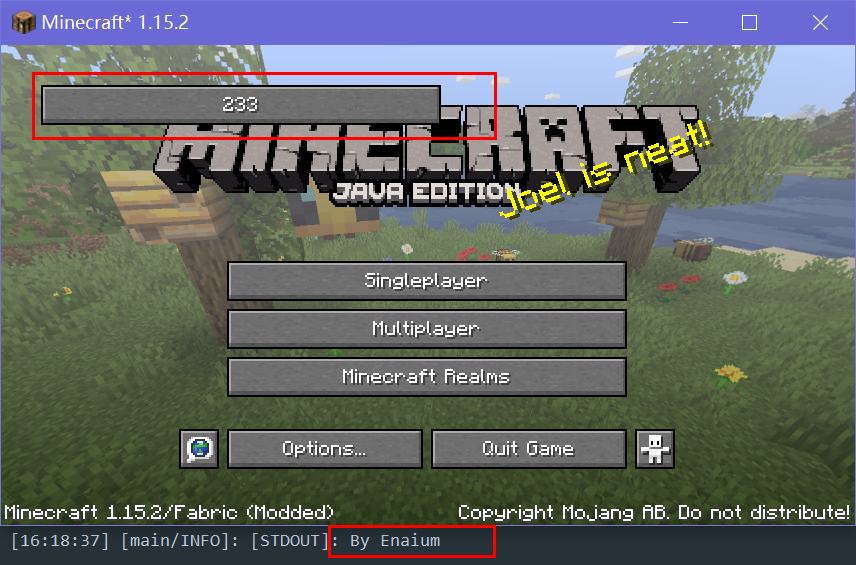 Minecraft* 1.15.2
233
MINECRAFT
JAVA EDITION
Joel is neat!
Singleplayer
Multiplayer
Minecraft Realms
Options...
Quit Game
Minecraft 1.15.2/Fabric (Modded)
Copyright Mojang AB. Do not distribute!
[16:18:37] [main/INFO]: [STDOUT]: By Enaium